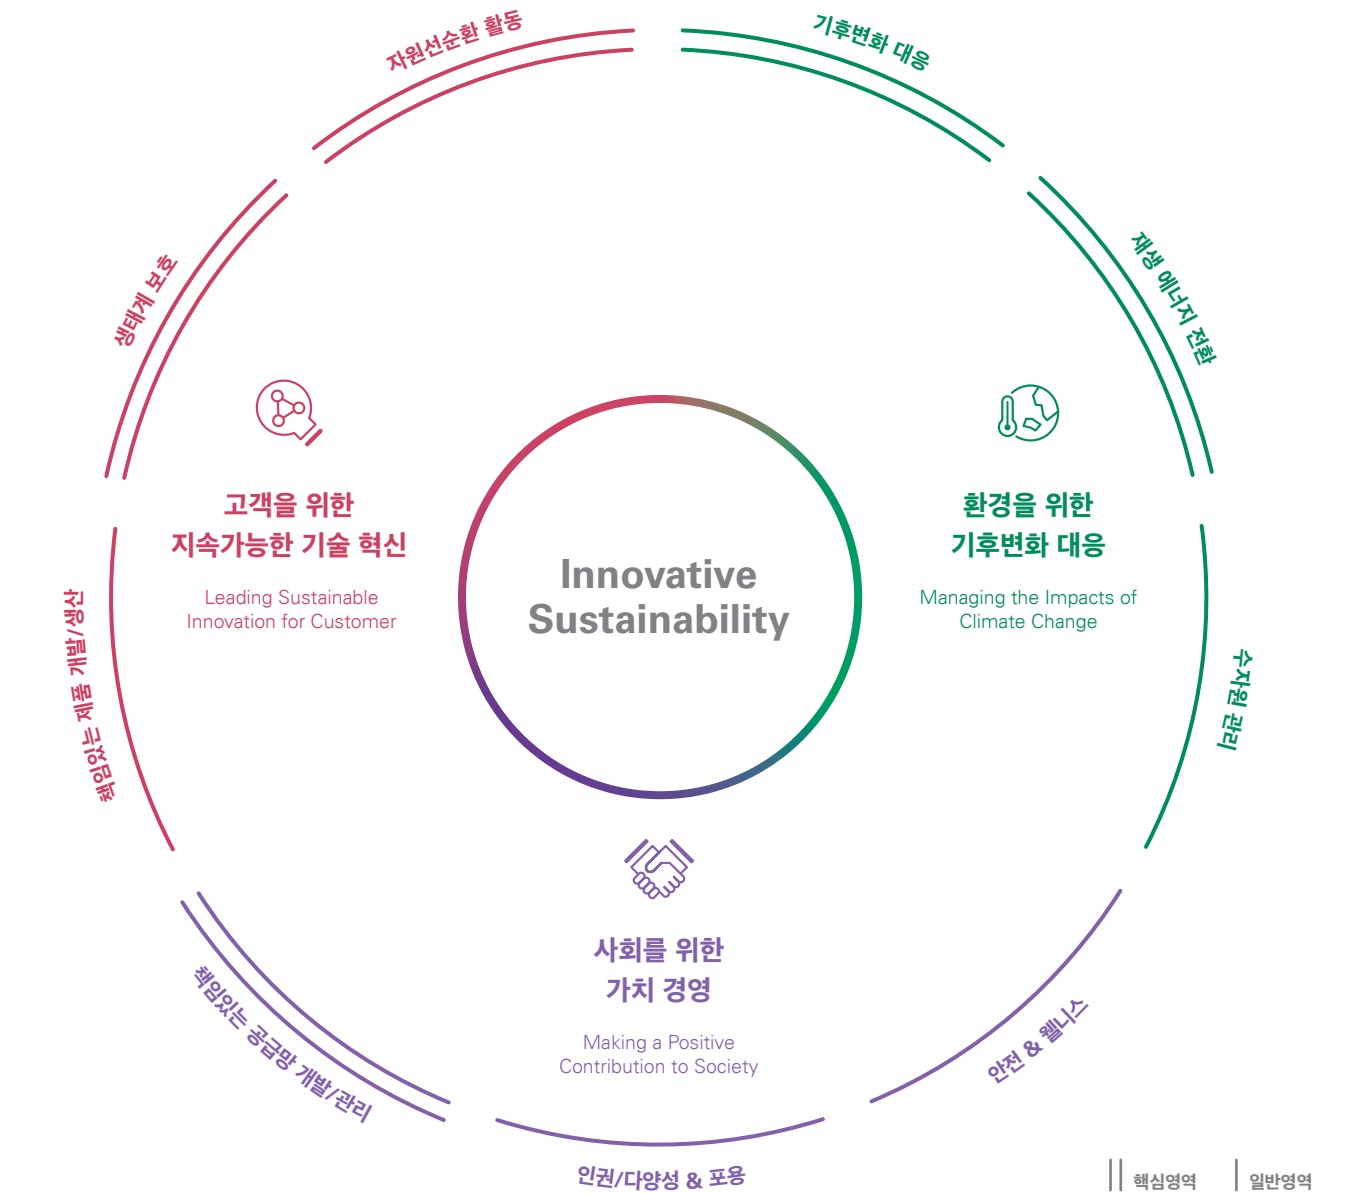 자원선순환 활동
기후변화 대응
생태계 보호
재생 에너지 전환
고객을 위한
지속가능한 기술 혁신
Leading Sustainable
Innovation for Customer
Innovative
Sustainability
환경을 위한
기후변화 대응
Managing the Impacts of
Climate Change
책임있는 제품 개발/생산
수자원 관리
사회를 위한
가치 경영
Making a Positive
Contribution to Society
책임있는 공급망 개발/관리
안전 & 웰니스
인권/다양성 & 포용
핵심영역
일반영역